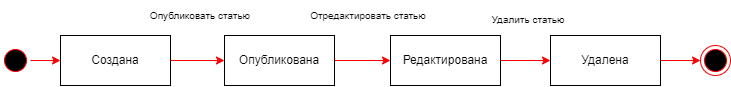 Опубликовать статью
Отредактировать статью
Удалить статью
Создана
Опубликована
Редактирована
Удалена